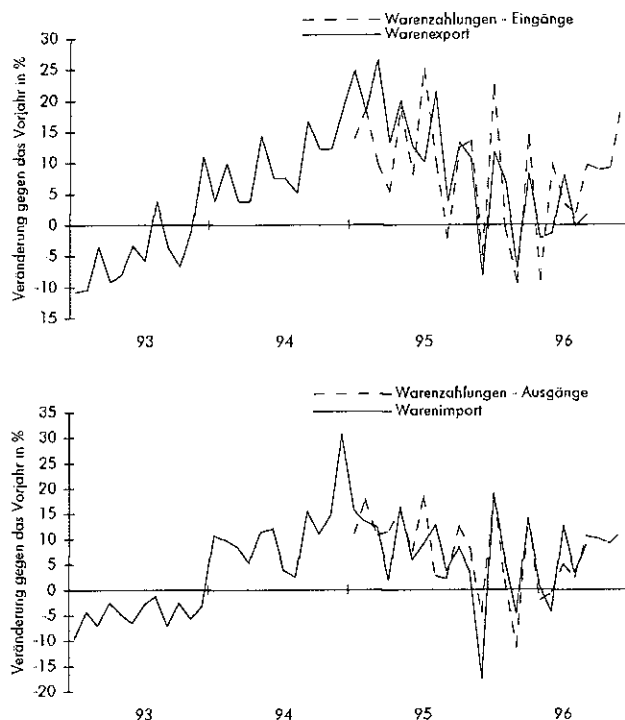 Warenzahlungen - Eingänge
Warenexport
Veränderung gegen das Vorjahr in %
30
25
20
15
10
5
0
-5
-10
15
93 94 95 96
Warenzahlungen - Ausgänge
Warenimport
Veränderung gegen das Vorjahr in %
35
30
25
20
15
10
5
0
-5
-10
-15
-20
93 94 95 96